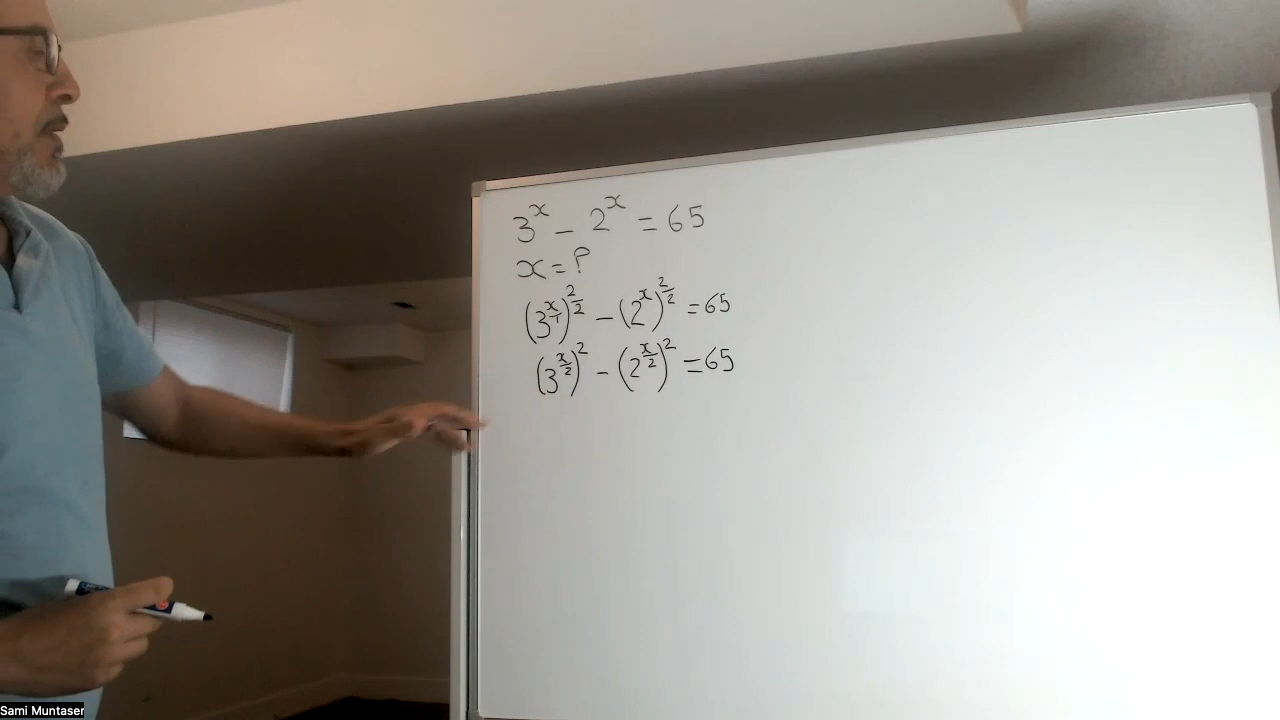 3^x - 2^x = 65
x = ?
(3^(x/1))^(2/2) - (2^x)^(2/2) = 65
(3^(x/2))^2 - (2^(x/2))^2 = 65
Sami Muntaser